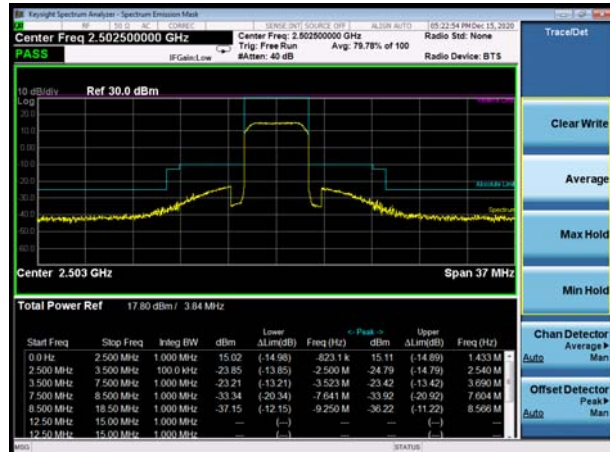 Keysight Spectrum Analyzer - Spectrum Emission Mask
RF 50 Ω AC CORREC SENSE:INT SOURCE OFF ALIGN AUTO 05:22:54 PM Dec 15, 2020
Center Freq 2.502500000 GHz
Center Freq: 2.502500000 GHz
Radio Std: None
Trace/Det
PASS
IFGain:Low
Trig: Free Run
Avg: 79.78% of 100
#Atten: 40 dB
Radio Device: BTS
10 dB/div
Ref 30.0 dBm
Log
20.0
10.0
Absolute Limit
Spectrum
Center 2.503 GHz
Span 37 MHz
Total Power Ref 17.80 dBm / 3.84 MHz
Lower <- Peak -> Upper
Start Freq Stop Freq Integ BW dBm ΔLim(dB) Freq (Hz) dBm ΔLim(dB) Freq (Hz)
0.0 Hz 2.500 MHz 1.000 MHz 15.02 (-14.98) -823.1 k 15.11 (-14.89) 1.433 M
2.500 MHz 3.500 MHz 100.0 kHz -23.85 (-13.85) -2.500 M -24.79 (-14.79) 2.540 M
3.500 MHz 7.500 MHz 1.000 MHz -23.21 (-13.21) -3.523 M -23.42 (-13.42) 3.690 M
7.500 MHz 8.500 MHz 1.000 MHz -33.34 (-20.34) -7.641 M -33.92 (-20.92) 7.604 M
8.500 MHz 18.50 MHz 1.000 MHz -37.15 (-12.15) -9.250 M -36.22 (-11.22) 8.566 M
12.50 MHz 15.00 MHz 1.000 MHz --- (---) --- --- (---) ---
12.50 MHz 15.00 MHz 1.000 MHz --- (---) --- --- (---) ---
MSG
STATUS
Clear Write
Average
Max Hold
Min Hold
Chan Detector
Average
Auto Man
Offset Detector
Peak
Auto Man